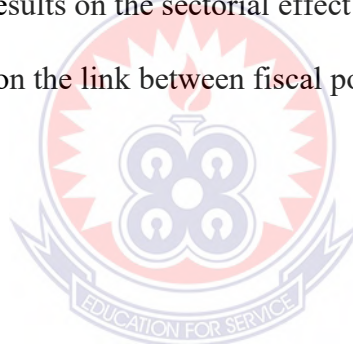 results on the sectorial effect
on the link between fiscal po
EDUCATION FOR SERVICE